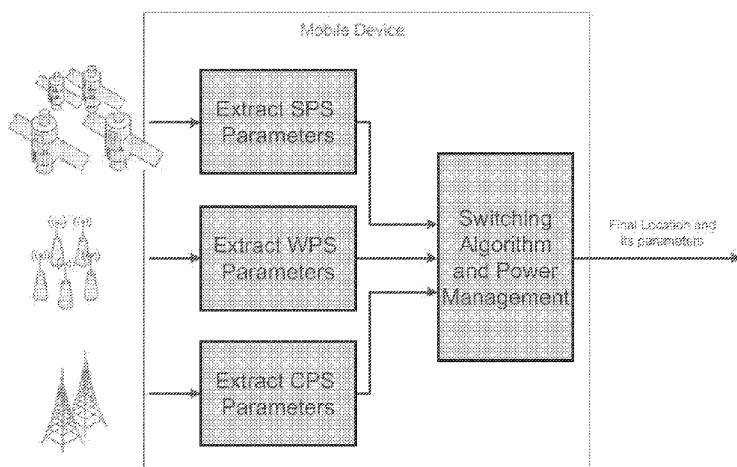 Mobile Device
Extract SPS
Parameters
Extract WPS
Parameters
Extract CPS
Parameters
Switching
Algorithm
and Power
Management
Final Location and
its parameters